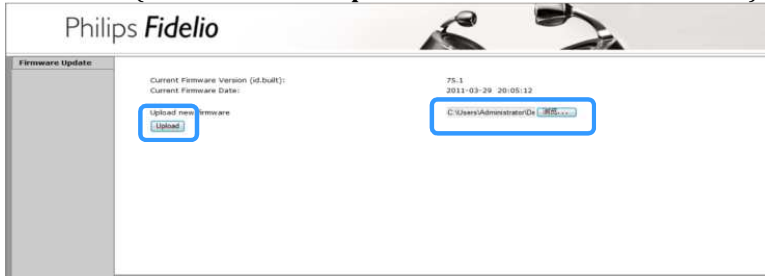 Philips Fidelio
Firmware Update
Current Firmware Version (id.built): 75.1
Current Firmware Date: 2011-03-29 20:05:12
Upload new firmware C:\Users\Administrator\De 浏览...
Upload